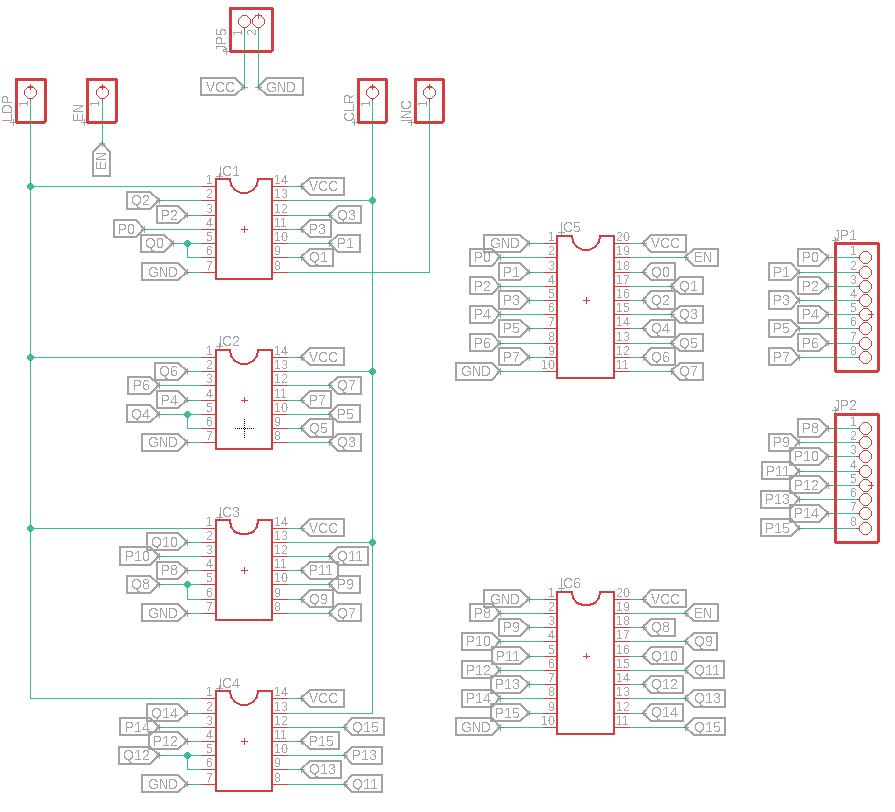 JP5
1 2
VCC GND
LDP 1
EN 1
EN
CLR 1
INC 1
IC1
1 14 VCC
Q2 2 13
P2 3 12 Q3
P0 4 11 P3
Q0 5 10 P1
6 9 Q1
GND 7 8
IC2
1 14 VCC
Q6 2 13
P6 3 12 Q7
P4 4 11 P7
Q4 5 10 P5
6 9 Q5
GND 7 8 Q3
IC3
1 14 VCC
Q10 2 13
P10 3 12 Q11
P8 4 11 P11
Q8 5 10 P9
6 9 Q9
GND 7 8 Q7
IC4
1 14 VCC
Q14 2 13
P14 3 12 Q15
P12 4 11 P15
Q12 5 10 P13
6 9 Q13
GND 7 8 Q11
IC5
GND 1 20 VCC
P0 2 19 EN
P1 3 18 Q0
P2 4 17 Q1
P3 5 16 Q2
P4 6 15 Q3
P5 7 14 Q4
P6 8 13 Q5
P7 9 12 Q6
GND 10 11 Q7
IC6
GND 1 20 VCC
P8 2 19 EN
P9 3 18 Q8
P10 4 17 Q9
P11 5 16 Q10
P12 6 15 Q11
P13 7 14 Q12
P14 8 13 Q13
P15 9 12 Q14
GND 10 11 Q15
JP1
P0 1
P1 2
P2 3
P3 4
P4 5
P5 6
P6 7
P7 8
JP2
P8 1
P9 2
P10 3
P11 4
P12 5
P13 6
P14 7
P15 8